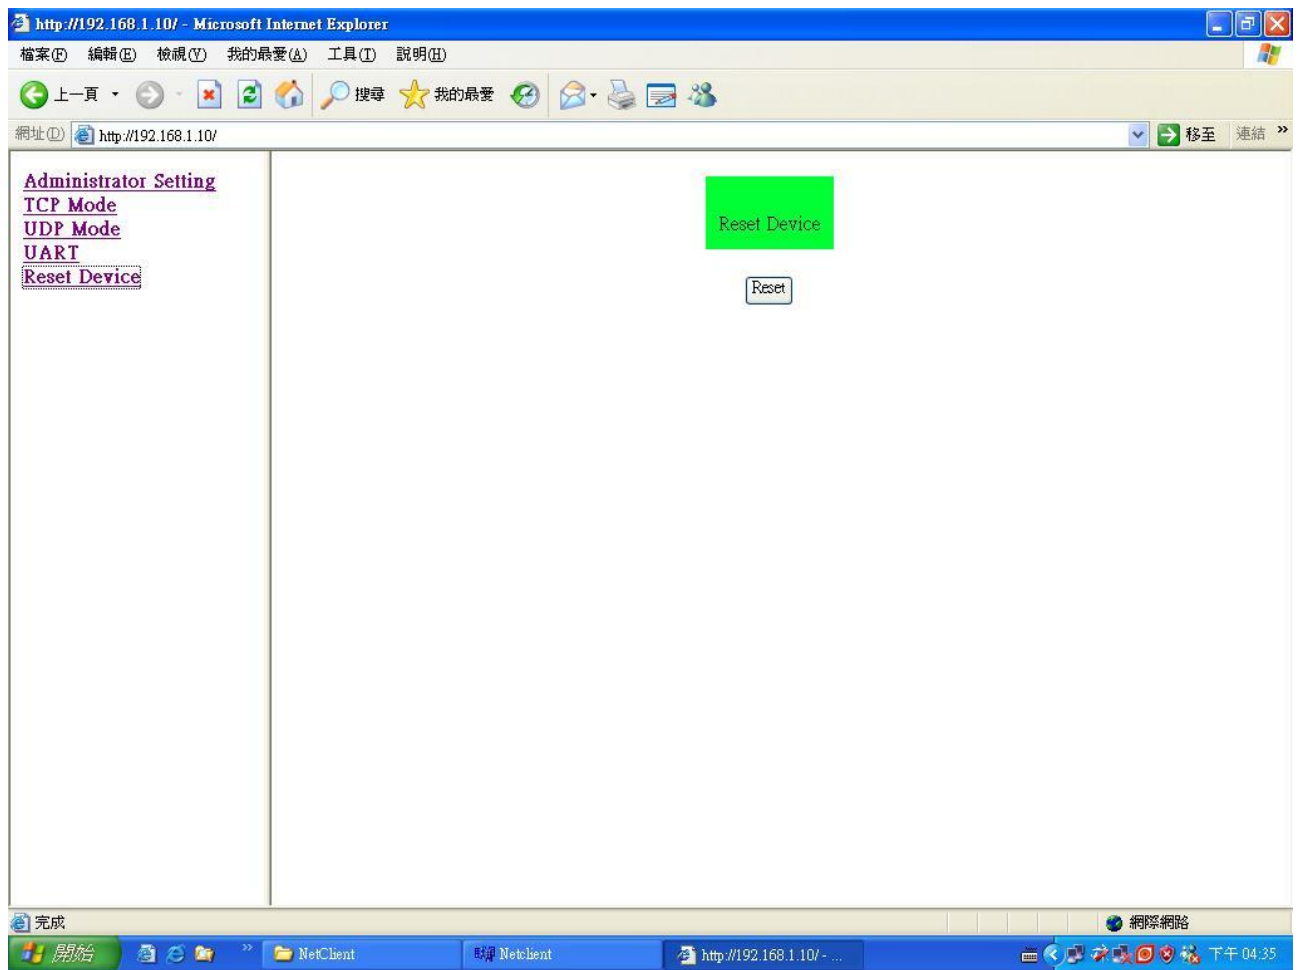 http://192.168.1.10/ - Microsoft Internet Explorer
檔案(F) 編輯(E) 檢視(V) 我的最愛(A) 工具(T) 說明(H)
上一頁 搜尋 我的最愛
網址(D) http://192.168.1.10/ 移至 連結 »
Administrator Setting
TCP Mode
UDP Mode
UART
Reset Device
Reset Device
Reset
完成 網際網路
開始 » NetClient Netclient http://192.168.1.10/ - ... 下午 04:35